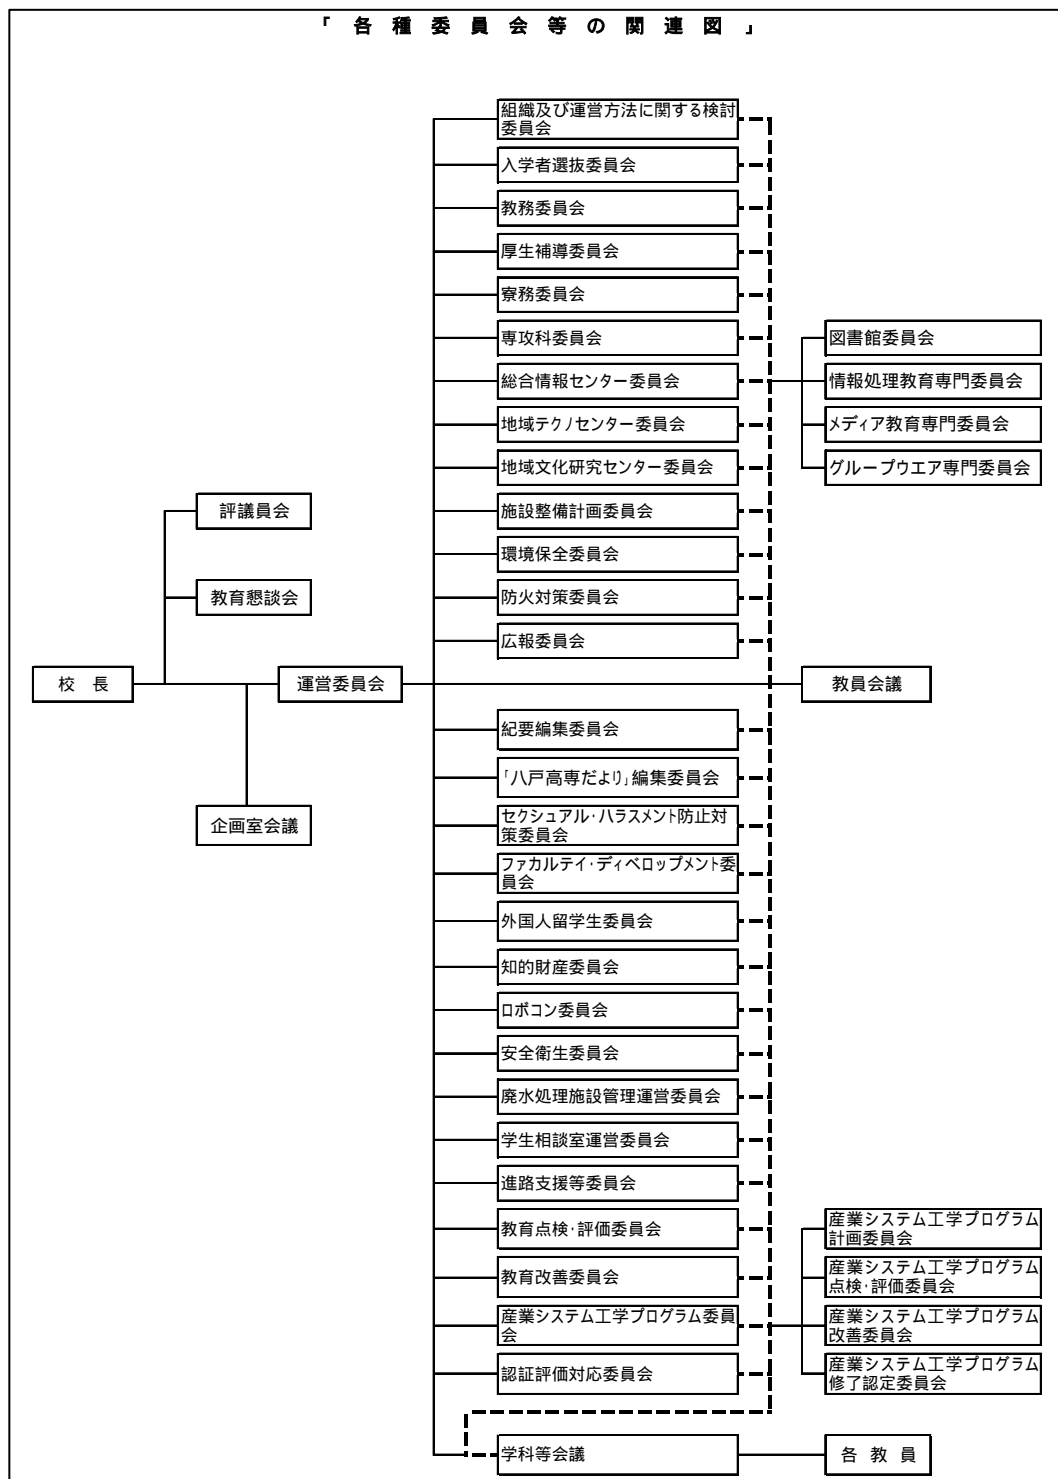 「各種委員会等の関連図」
組織及び運営方法に関する検討
委員会
入学者選抜委員会
教務委員会
厚生補導委員会
寮務委員会
専攻科委員会
図書館委員会
総合情報センター委員会
情報処理教育専門委員会
地域テクノセンター委員会
メディア教育専門委員会
地域文化研究センター委員会
グループウエア専門委員会
評議員会
施設整備計画委員会
環境保全委員会
教育懇談会
防火対策委員会
広報委員会
校長
運営委員会
教員会議
紀要編集委員会
「八戸高専だより」編集委員会
企画室会議
セクシュアル・ハラスメント防止対
策委員会
ファカルテイ・ディベロップメント委
員会
外国人留学生委員会
知的財産委員会
ロボコン委員会
安全衛生委員会
廃水処理施設管理運営委員会
学生相談室運営委員会
進路支援等委員会
教育点検・評価委員会
産業システム工学プログラム
計画委員会
教育改善委員会
産業システム工学プログラム
点検・評価委員会
産業システム工学プログラム委員
会
産業システム工学プログラム
改善委員会
認証評価対応委員会
産業システム工学プログラム
修了認定委員会
学科等会議
各教員